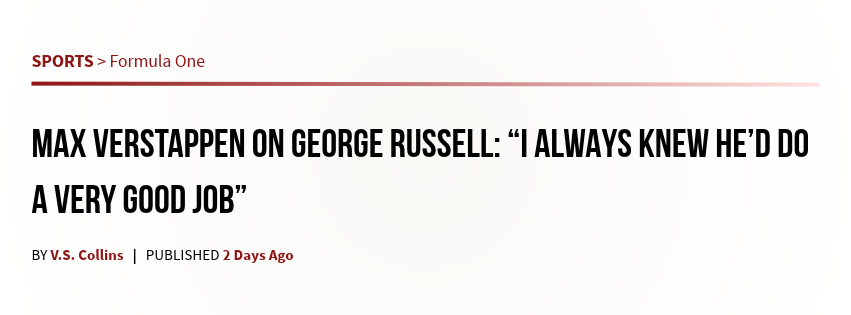 SPORTS > Formula One
MAX VERSTAPPEN ON GEORGE RUSSELL: “I ALWAYS KNEW HE’D DO
A VERY GOOD JOB”
BY V.S. Collins | PUBLISHED 2 Days Ago